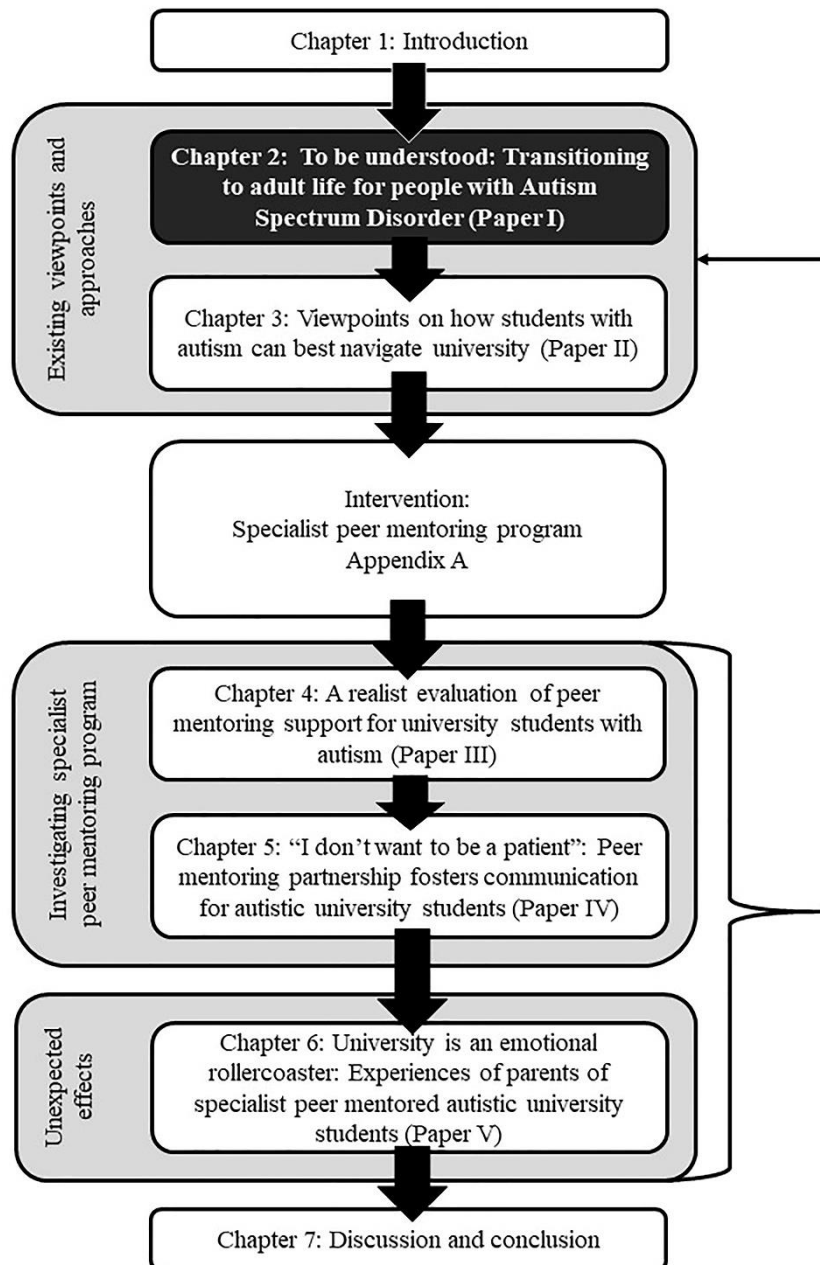 Chapter 1: Introduction
Existing viewpoints and
approaches
Chapter 2: To be understood: Transitioning
to adult life for people with Autism
Spectrum Disorder (Paper I)
Chapter 3: Viewpoints on how students with
autism can best navigate university (Paper II)
Intervention:
Specialist peer mentoring program
Appendix A
Investigating specialist
peer mentoring program
Chapter 4: A realist evaluation of peer
mentoring support for university students with
autism (Paper III)
Chapter 5: “I don’t want to be a patient”: Peer
mentoring partnership fosters communication
for autistic university students (Paper IV)
Unexpected
effects
Chapter 6: University is an emotional
rollercoaster: Experiences of parents of
specialist peer mentored autistic university
students (Paper V)
Chapter 7: Discussion and conclusion